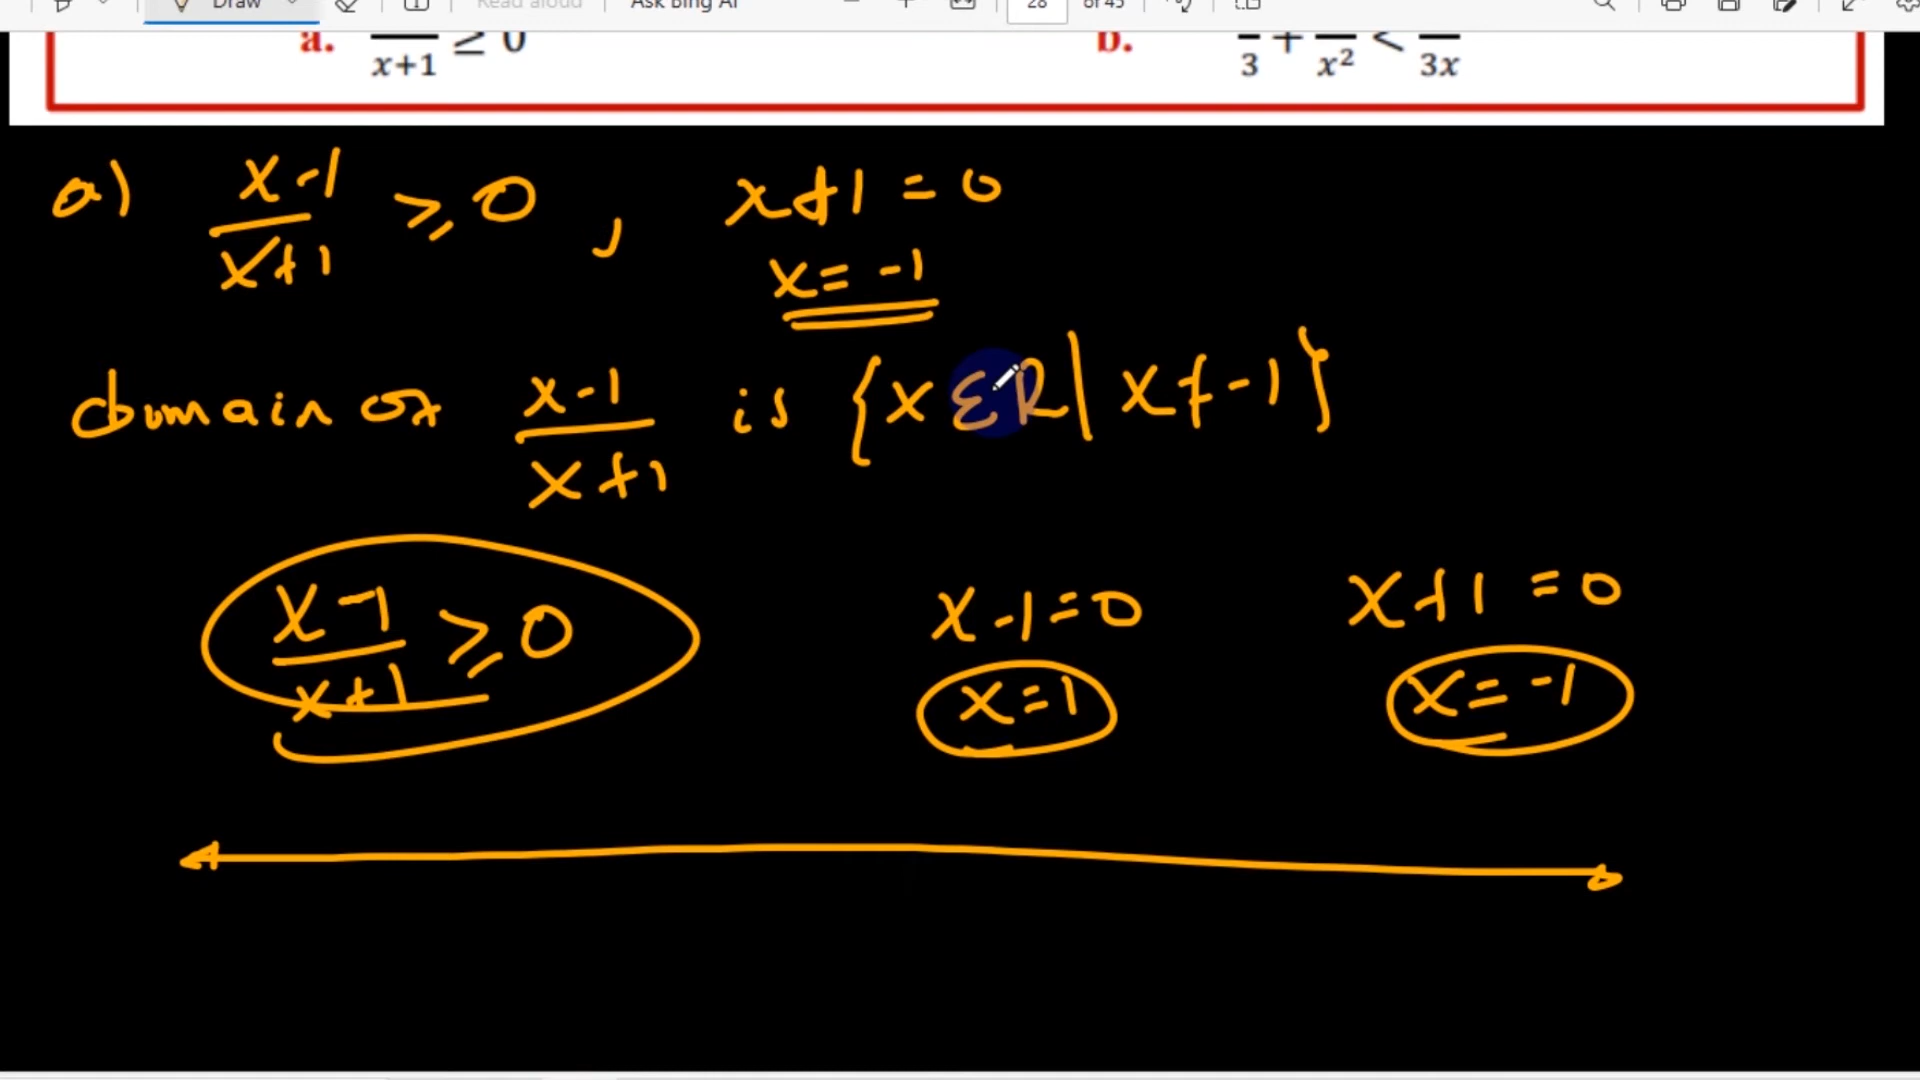 Draw Read aloud Ask Bing AI 28 of 45
a. x+1 ≥ 0 b. 3 + x² < 3x
a) x-1/x+1 ≥ 0 , x+1 = 0
x = -1
domain of x-1/x+1 is {x ∈ R | x ≠ -1}
x-1/x+1 ≥ 0 x-1=0 x+1=0
x=1 x=-1